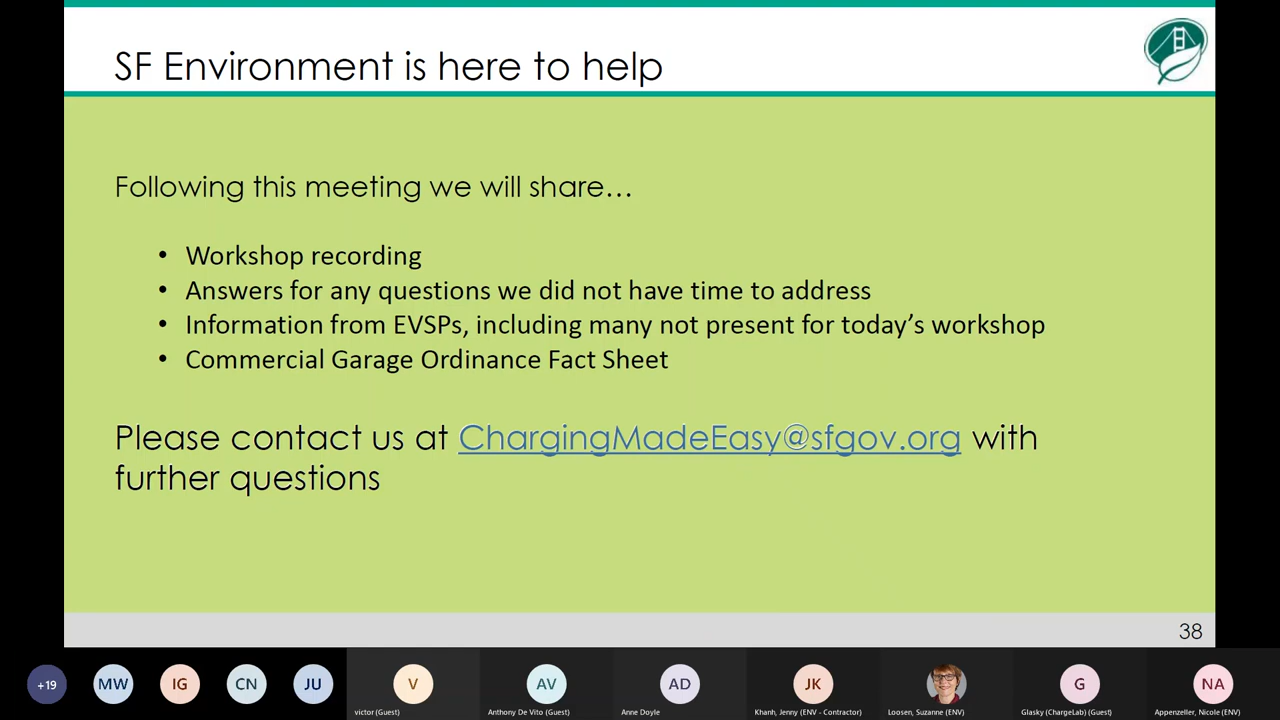 SF Environment is here to help
Following this meeting we will share…
• Workshop recording
• Answers for any questions we did not have time to address
• Information from EVSPs, including many not present for today’s workshop
• Commercial Garage Ordinance Fact Sheet
Please contact us at ChargingMadeEasy@sfgov.org with
further questions
38
+19 MW IG CN JU V AV AD JK G NA
victor (Guest) Anthony De Vito (Guest) Anne Doyle Khanh, Jenny (ENV - Contractor) Loosen, Suzanne (ENV) Glasky (ChargeLab) (Guest) Appenzeller, Nicole (ENV)